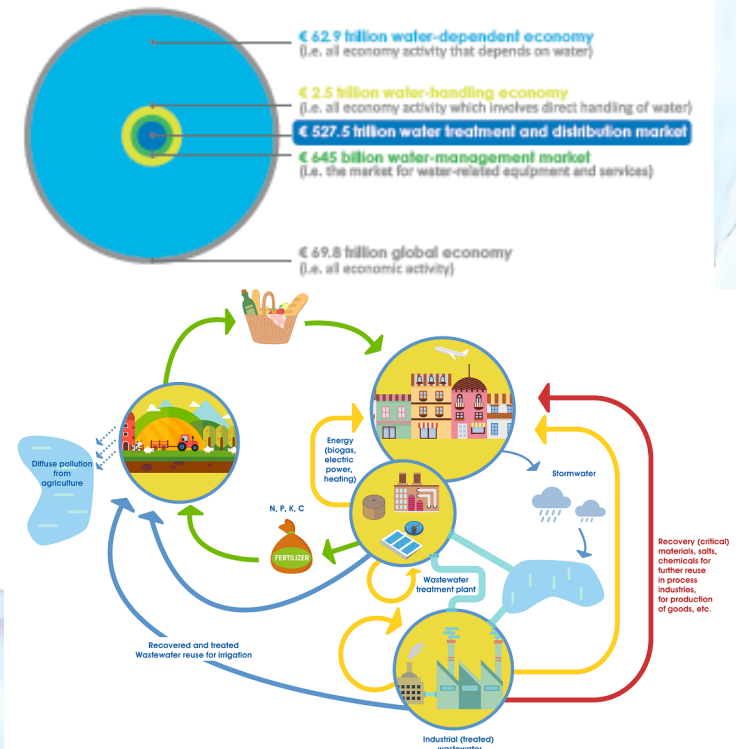 € 62.9 trillion water-dependent economy
(i.e. all economy activity that depends on water)
€ 2.5 trillion water-handling economy
(i.e. all economy activity which involves direct handling of water)
€ 527.5 trillion water treatment and distribution market
€ 645 billion water-management market
(i.e. the market for water-related equipment and services)
€ 69.8 trillion global economy
(i.e. all economic activity)
Energy
(biogas,
electric
power,
heating)
Diffuse pollution
from
agriculture
Stormwater
N, P, K, C
FERTILIZER
Wastewater
treatment plant
Recovery (critical)
materials, salts,
chemicals for
further reuse
in process
industries,
for production
of goods, etc.
Recovered and treated
Wastewater reuse for irrigation
Industrial (treated)
wastewater